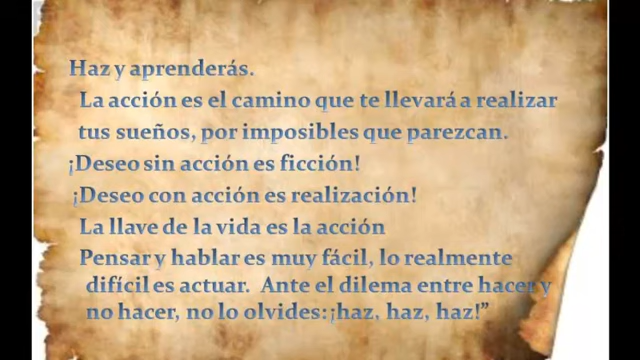 Haz y aprenderás.
La acción es el camino que te llevará a realizar
tus sueños, por imposibles que parezcan.
¡Deseo sin acción es ficción!
¡Deseo con acción es realización!
La llave de la vida es la acción
Pensar y hablar es muy fácil, lo realmente
difícil es actuar. Ante el dilema entre hacer y
no hacer, no lo olvides: ¡haz, haz, haz!”